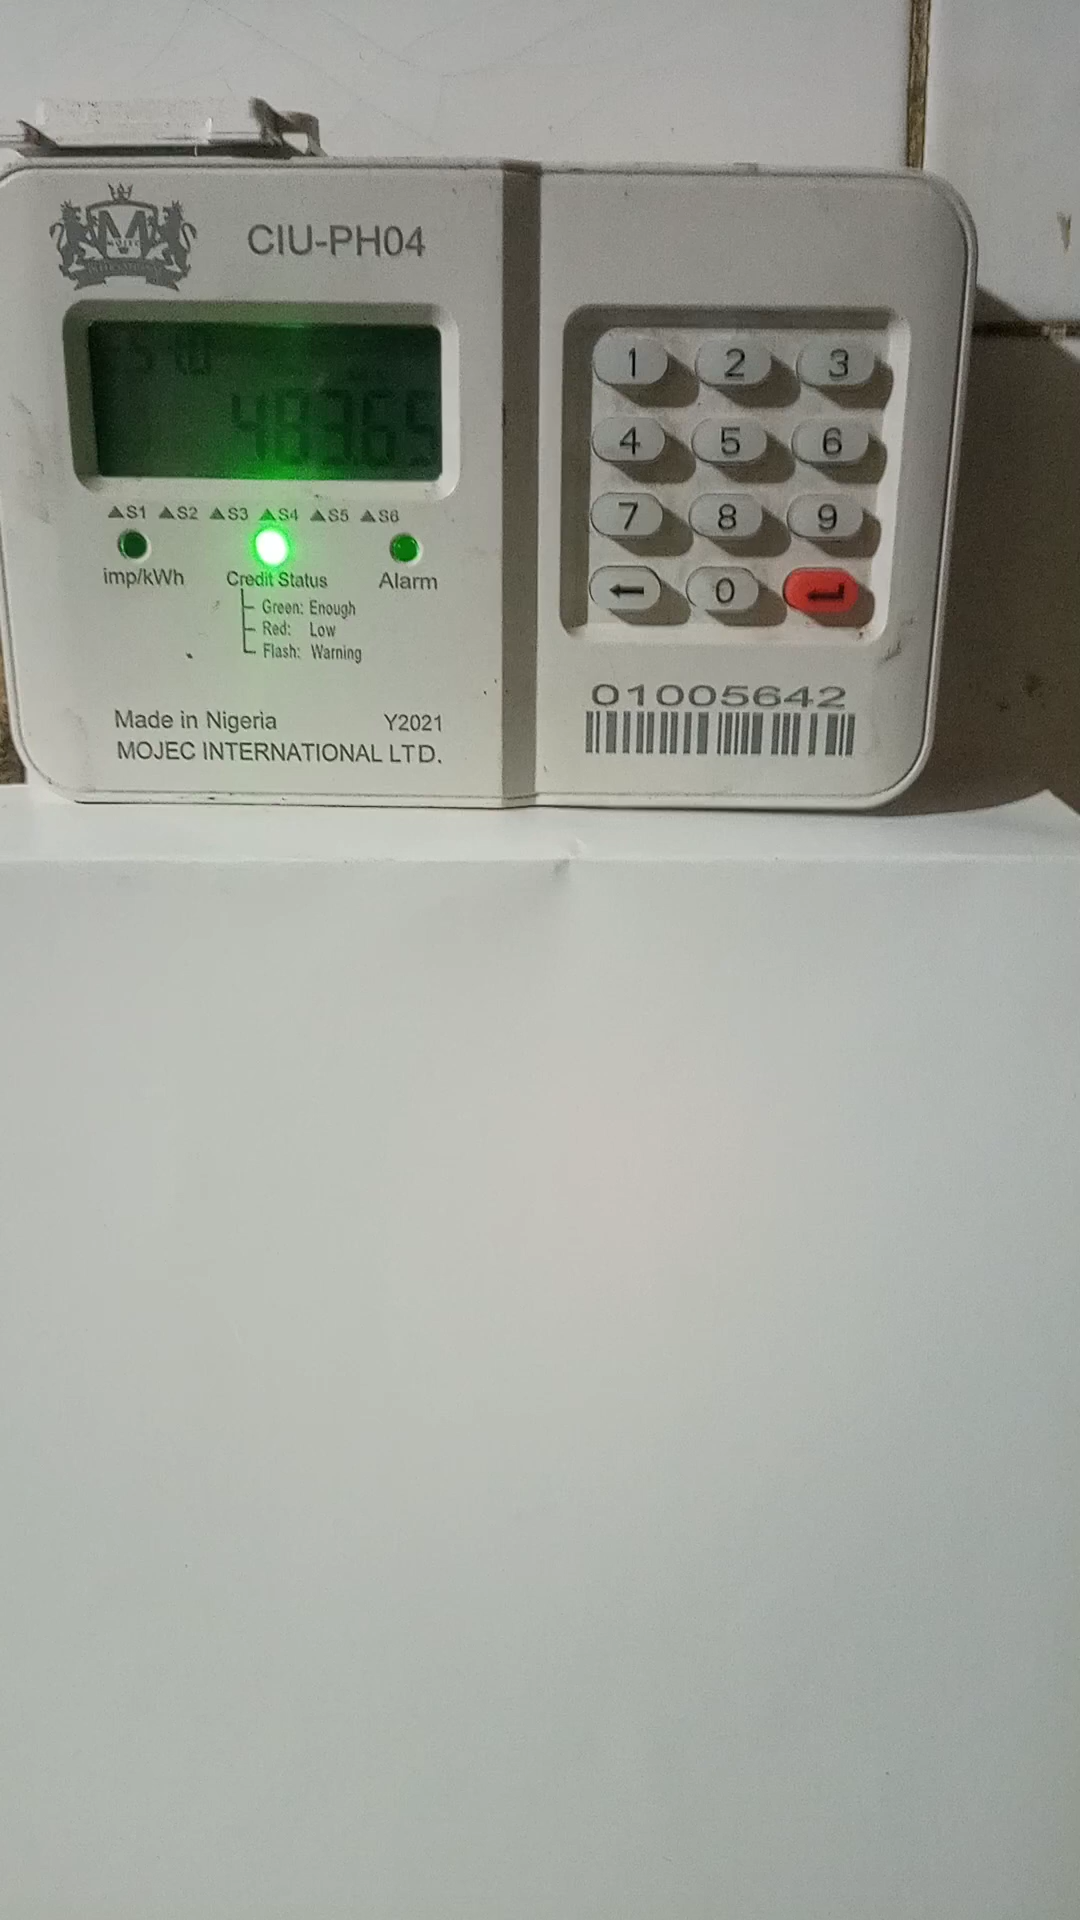 MOJEC
CIU-PH04
483.65
▲S1 ▲S2 ▲S3 ▲S4 ▲S5 ▲S6
imp/kWh Credit Status Alarm
Green: Enough
Red: Low
Flash: Warning
Made in Nigeria Y2021
MOJEC INTERNATIONAL LTD.
1 2 3
4 5 6
7 8 9
← 0 ↵
01005642